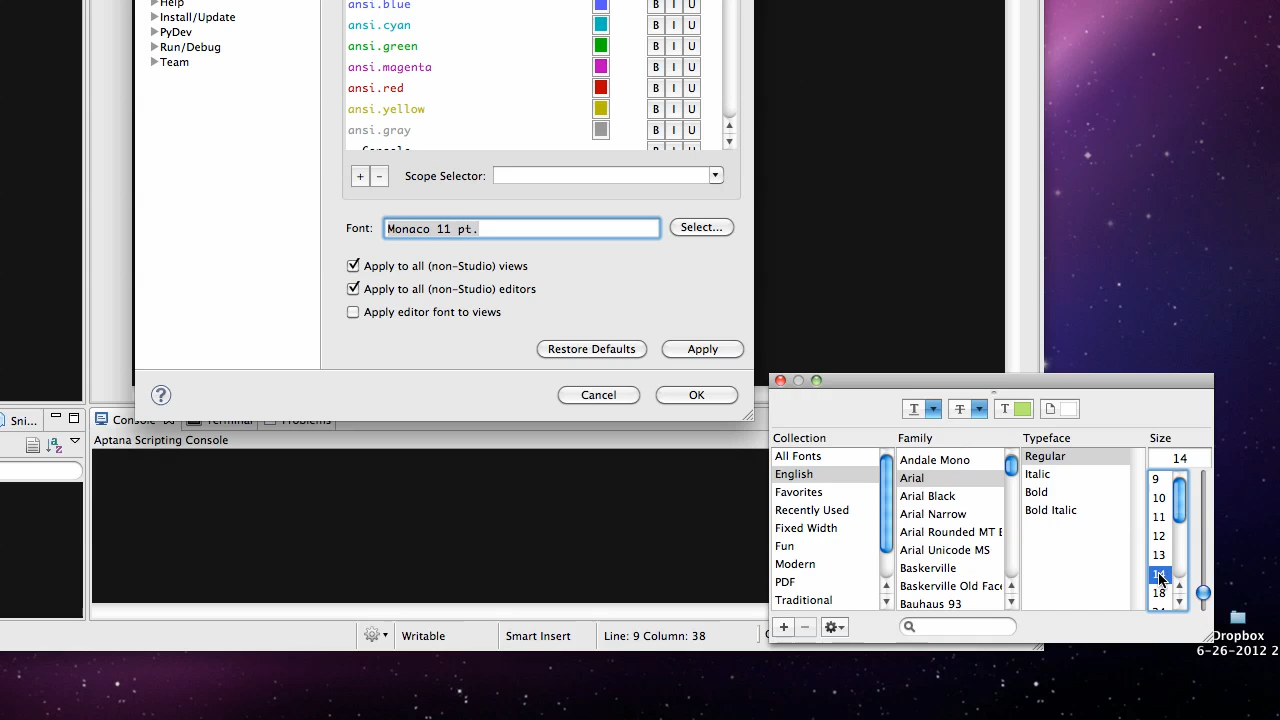 Help
Install/Update
PyDev
Run/Debug
Team
ansi.blue B I U
ansi.cyan B I U
ansi.green B I U
ansi.magenta B I U
ansi.red B I U
ansi.yellow B I U
ansi.gray B I U
Console B I U
+ - Scope Selector:
Font: Monaco 11 pt. Select...
Apply to all (non-Studio) views
Apply to all (non-Studio) editors
Apply editor font to views
Restore Defaults Apply
? Cancel OK
Sni... Console Terminal Problems
Aptana Scripting Console
Writable Smart Insert Line: 9 Column: 38
T T T
Collection Family Typeface Size
All Fonts Andale Mono Regular 14
English Arial Italic 9
Favorites Arial Black Bold 10
Recently Used Arial Narrow Bold Italic 11
Fixed Width Arial Rounded MT 12
Fun Arial Unicode MS 13
Modern Baskerville 14
PDF Baskerville Old Face 18
Traditional Bauhaus 93 24
+ −
Dropbox
6-26-2012 2